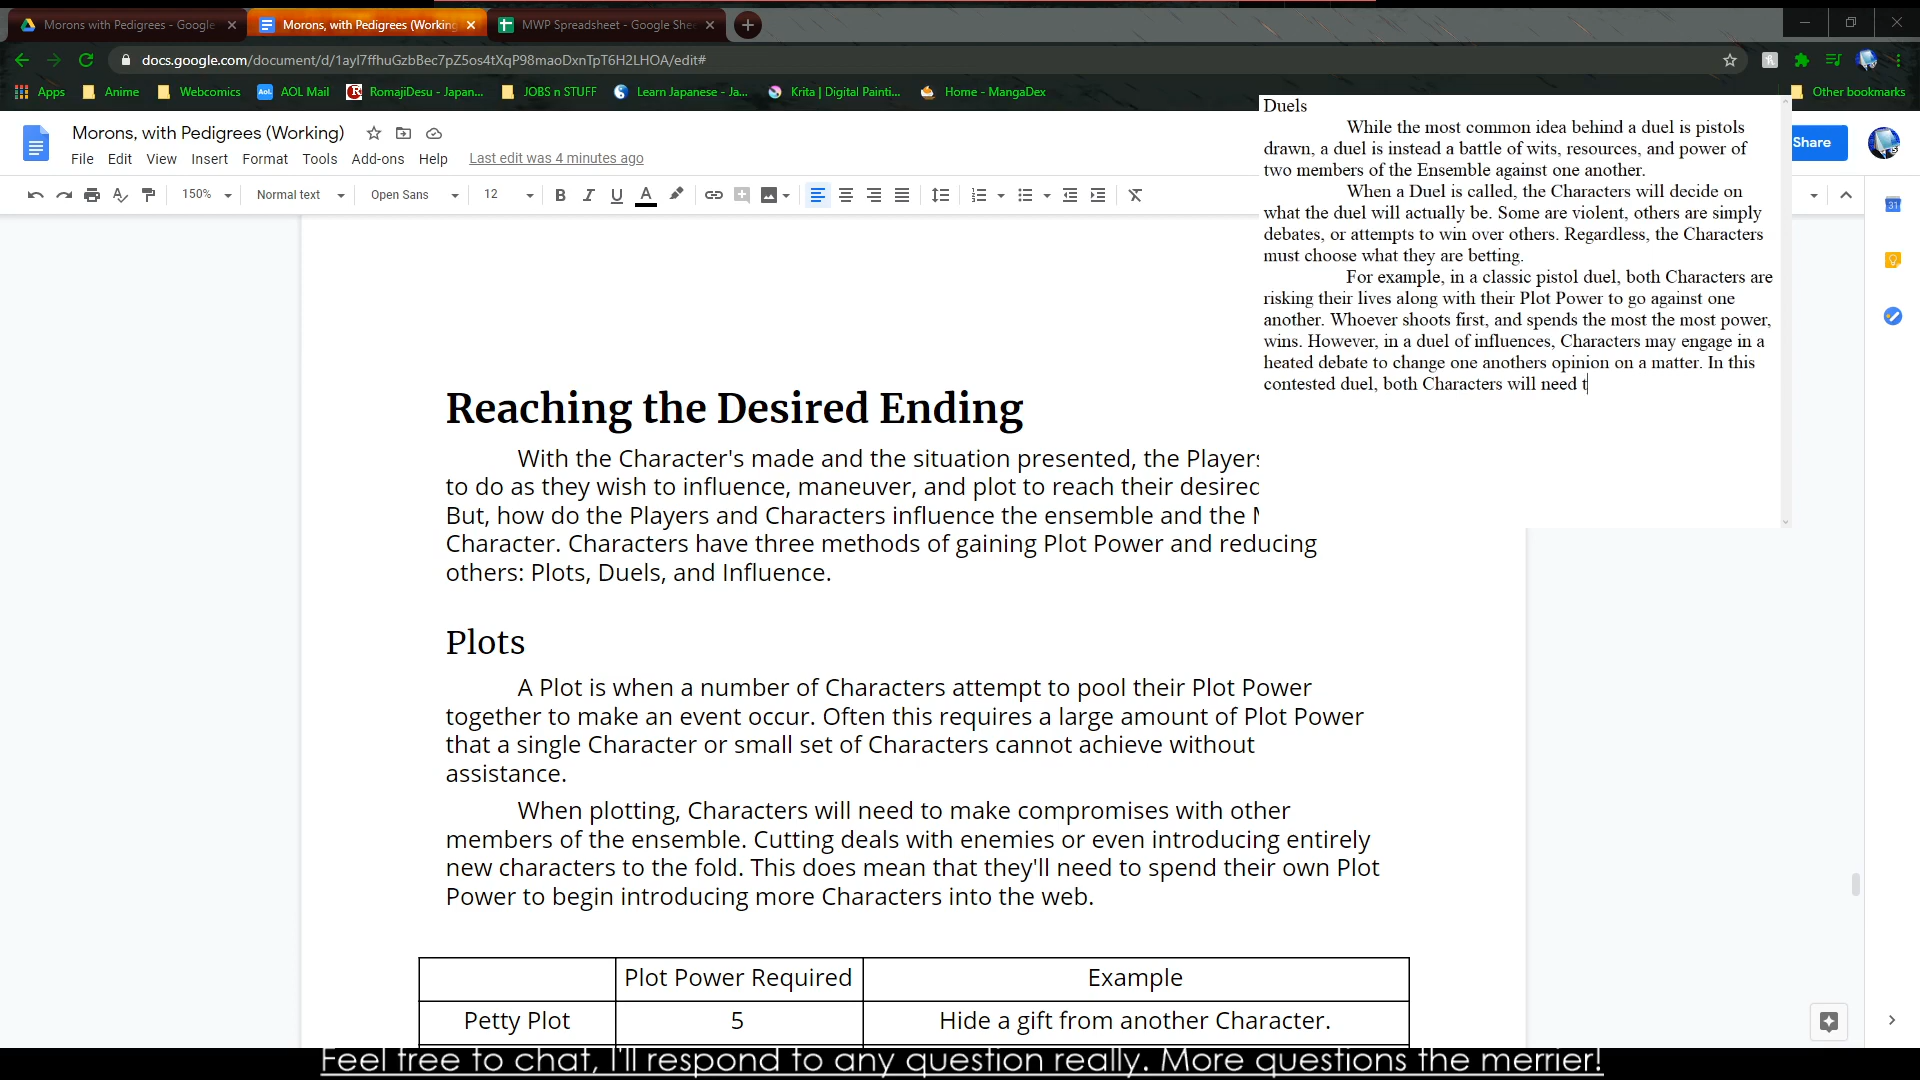 Morons with Pedigrees - Google
Morons, with Pedigrees (Working
MWP Spreadsheet - Google She
docs.google.com/document/d/1ayl7ffhuGzbBec7pZ5os4tXqP98maoDxnTpT6H2LHOA/edit#
Apps
Anime
Webcomics
AOL Mail
RomajiDesu - Japan...
JOBS n STUFF
Learn Japanese - Ja...
Krita | Digital Painti...
Home - MangaDex
Other bookmarks
Morons, with Pedigrees (Working)
File Edit View Insert Format Tools Add-ons Help Last edit was 4 minutes ago
Share
150% Normal text Open Sans 12 B I U A
31
Duels
While the most common idea behind a duel is pistols
drawn, a duel is instead a battle of wits, resources, and power of
two members of the Ensemble against one another.
When a Duel is called, the Characters will decide on
what the duel will actually be. Some are violent, others are simply
debates, or attempts to win over others. Regardless, the Characters
must choose what they are betting.
For example, in a classic pistol duel, both Characters are
risking their lives along with their Plot Power to go against one
another. Whoever shoots first, and spends the most the most power,
wins. However, in a duel of influences, Characters may engage in a
heated debate to change one anothers opinion on a matter. In this
contested duel, both Characters will need t
Reaching the Desired Ending
With the Character's made and the situation presented, the Players
to do as they wish to influence, maneuver, and plot to reach their desired
But, how do the Players and Characters influence the ensemble and the
Character. Characters have three methods of gaining Plot Power and reducing
others: Plots, Duels, and Influence.
Plots
A Plot is when a number of Characters attempt to pool their Plot Power
together to make an event occur. Often this requires a large amount of Plot Power
that a single Character or small set of Characters cannot achieve without
assistance.
When plotting, Characters will need to make compromises with other
members of the ensemble. Cutting deals with enemies or even introducing entirely
new characters to the fold. This does mean that they'll need to spend their own Plot
Power to begin introducing more Characters into the web.
Plot Power Required Example
Petty Plot 5 Hide a gift from another Character.
Feel free to chat, I'll respond to any question really. More questions the merrier!